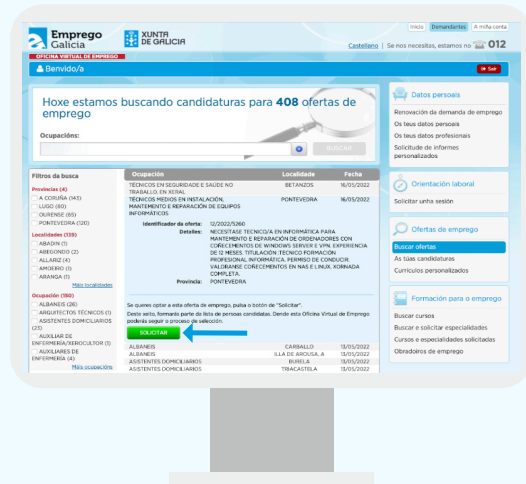 Emprego
Galicia
XUNTA
DE GALICIA
Inicio
Demandantes
A miña conta
Castellano | Se nos necesitas, estamos no 012
OFICINA VIRTUAL DE EMPREGO
Benvido/a
Sair
Hoxe estamos buscando candidaturas para 408 ofertas de
emprego
Ocupacións:
BUSCAR
Filtros da busca
Provincias (4)
A CORUÑA (143)
LUGO (80)
OURENSE (65)
PONTEVEDRA (120)
Localidades (139)
ABADIN (1)
ABEGONDO (2)
ALLARIZ (4)
AMOEIRO (1)
ARANGA (1)
Máis localidades
Ocupación (150)
ALBANEIS (26)
ARQUITECTOS TÉCNICOS (1)
ASISTENTES DOMICILIARIOS
(23)
AUXILIAR DE
ENFERMERÍA/XEROCULTOR (1)
AUXILIARES DE
ENFERMERÍA (4)
Máis ocupacións
Ocupación Localidade Fecha
TÉCNICOS EN SEGURIDADE E SAÚDE NO
TRABALLO, EN XERAL BETANZOS 16/05/2022
TÉCNICOS MEDIOS EN INSTALACIÓN,
MANTEMENTO E REPARACIÓN DE EQUIPOS
INFORMÁTICOS PONTEVEDRA 16/05/2022
Identificador da oferta: 12/2022/5260
Detalles: NECESÍTASE TECNICO/A EN INFORMÁTICA PARA
MANTEMENTO E REPARACIÓN DE ORDENADORES CON
COÑECEMENTOS DE WINDOWS SERVER E VPN. EXPERIENCIA
DE 12 MESES. TITULACIÓN: TECNICO FORMACIÓN
PROFESIONAL INFORMÁTICA. PERMISO DE CONDUCIR.
VALORANSE COÑECEMENTOS EN NAS E LINUX. XORNADA
COMPLETA.
Provincia: PONTEVEDRA
Se queres optar a esta oferta de emprego, pulsa o botón de "Solicitar".
Deste xeito, formarás parte da lista de persoas candidatas. Dende esta Oficina Virtual de Emprego
poderás seguir o proceso de selección.
SOLICITAR
ALBANEIS CARBALLO 13/05/2022
ALBANEIS ILLA DE AROUSA, A 13/05/2022
ASISTENTES DOMICILIARIOS BURELA 13/05/2022
ASISTENTES DOMICILIARIOS TRIACASTELA 13/05/2022
Datos persoais
Renovación da demanda de emprego
Os teus datos persoais
Os teus datos profesionais
Solicitude de informes
personalizados
Orientación laboral
Solicitar unha sesión
Ofertas de emprego
Buscar ofertas
As túas candidaturas
Currículos personalizados
Formación para o emprego
Buscar cursos
Buscar e solicitar especialidades
Cursos e especialidades solicitadas
Obradoiros de emprego